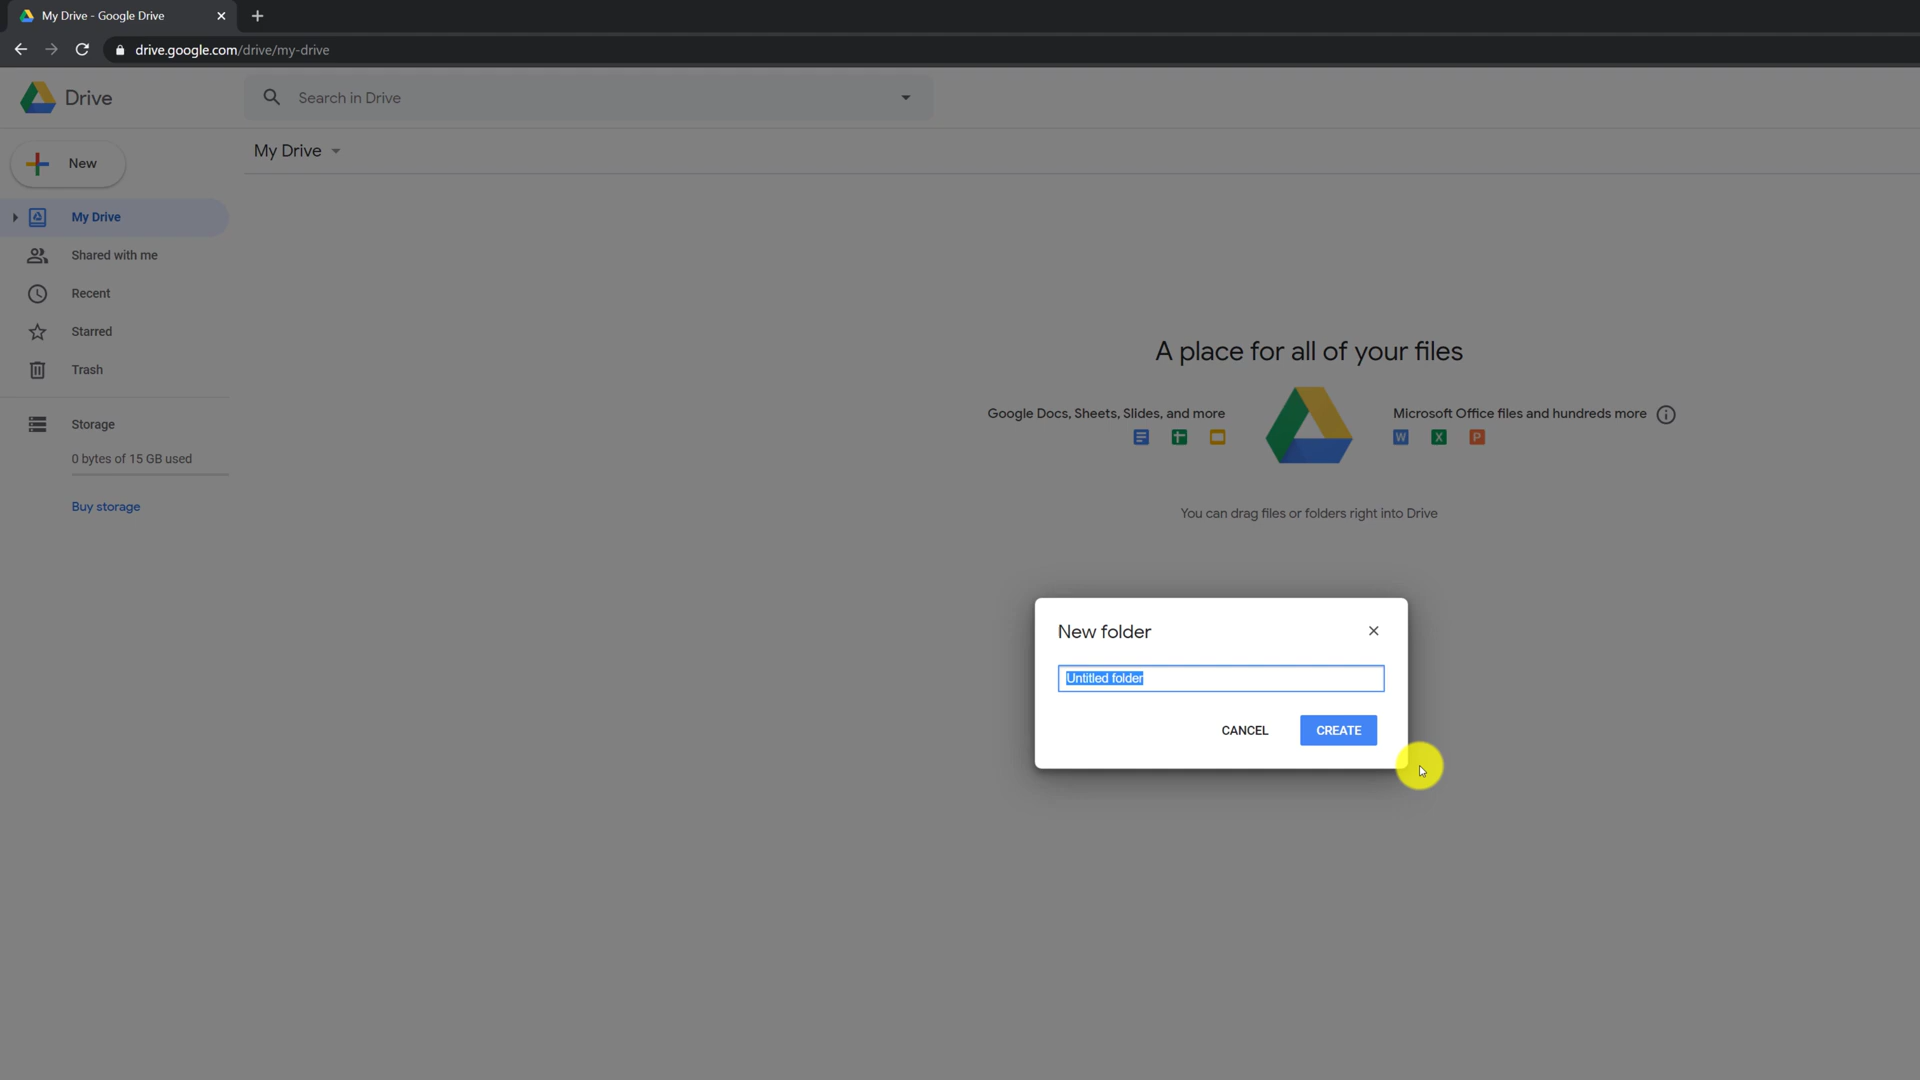 My Drive - Google Drive
drive.google.com/drive/my-drive
Drive
Search in Drive
New
My Drive
My Drive
Shared with me
Recent
Starred
Trash
Storage
0 bytes of 15 GB used
Buy storage
A place for all of your files
Google Docs, Sheets, Slides, and more
Microsoft Office files and hundreds more
W X P
You can drag files or folders right into Drive
New folder
Untitled folder
CANCEL CREATE